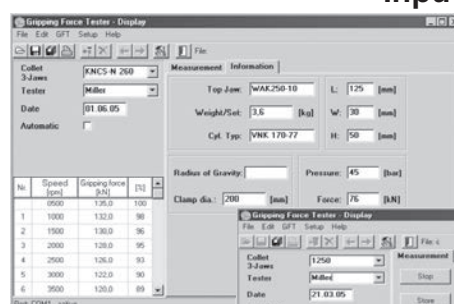 Inpu
Gripping Force Tester - Display
File Edit GFT Setup Help
File:
Collet
3-Jaws
KNCS-N 260
Tester
Miller
Date
01.06.05
Automatic
Measurement Information
Top Jaw: WAK250-10
Weight/Set: 3,6 [kg]
Cyl. Typ: VNK 170-77
L: 125 [mm]
W: 30 [mm]
H: 50 [mm]
Radius of Gravity:
Pressure: 45 [bar]
Clamp dia.: 200 [mm]
Force: 76 [kN]
Nr. Speed [rpm] Gripping force [kN] [%]
0500 135,0 100
1 1000 132,0 98
2 1500 130,0 96
3 2000 128,0 95
4 2500 126,0 93
5 3000 122,0 90
6 3500 120,0 89
Gripping Force Tester - Display
File Edit GFT Setup Help
File: c
Collet
3-Jaws
1250
Tester
Miller
Date
21.03.05
Measurement
Stop
Store